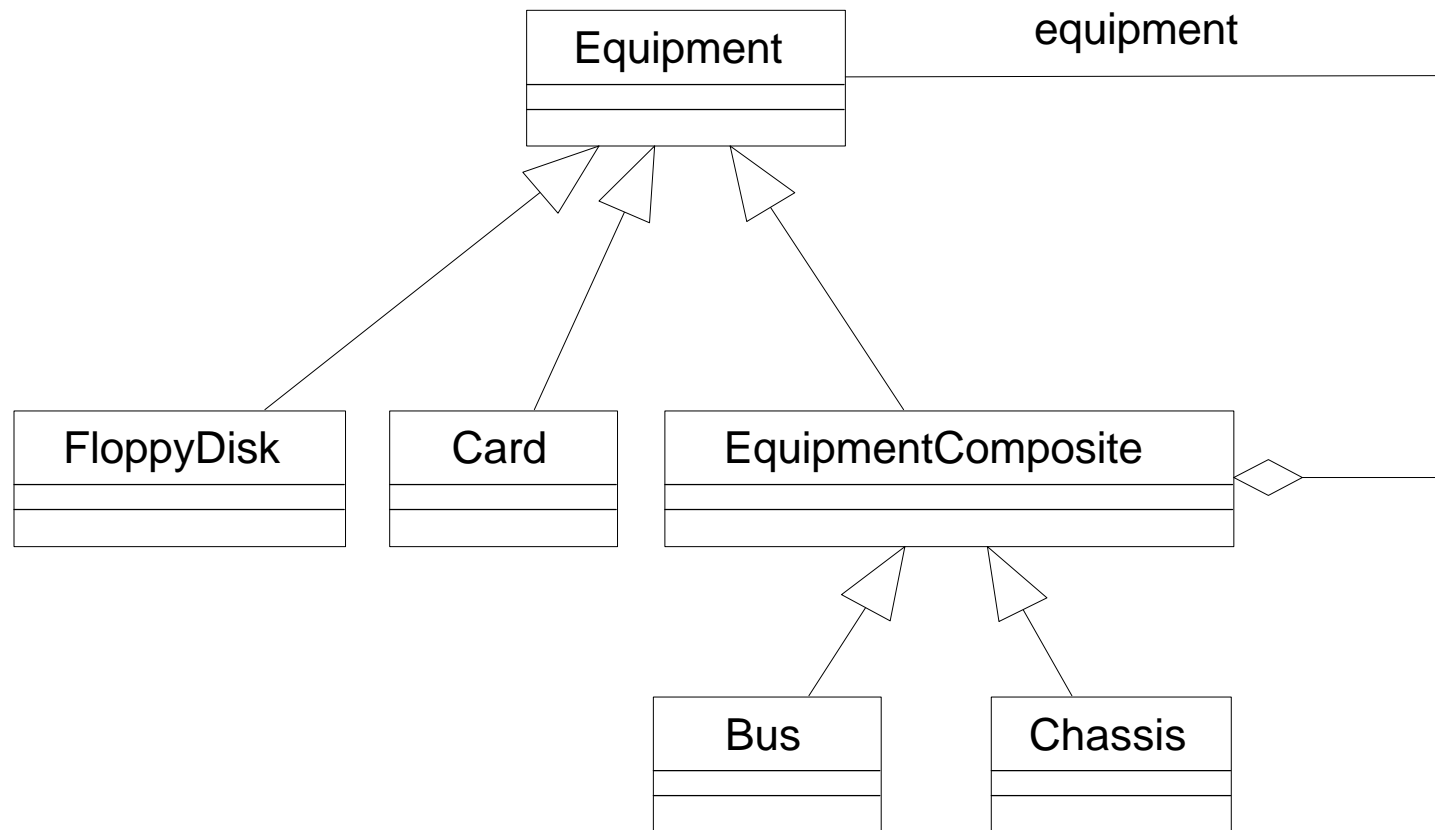 equipment
Equipment
FloppyDisk
Card
EquipmentComposite
Bus
Chassis